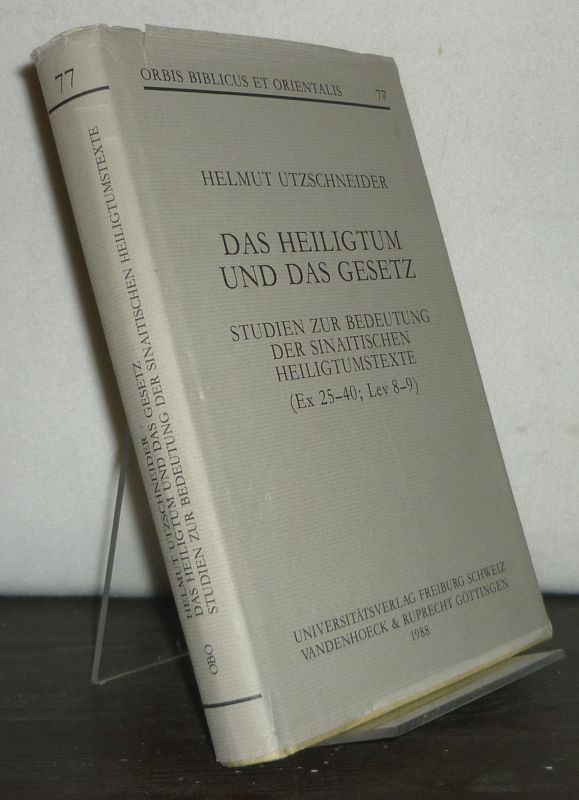 ORBIS BIBLICUS ET ORIENTALIS 77
HELMUT UTZSCHNEIDER
DAS HEILIGTUM
UND DAS GESETZ
STUDIEN ZUR BEDEUTUNG
DER SINAITISCHEN
HEILIGTUMSTEXTE
(Ex 25–40; Lev 8–9)
UNIVERSITÄTSVERLAG FREIBURG SCHWEIZ
VANDENHOECK & RUPRECHT GÖTTINGEN
1988
77
HELMUT UTZSCHNEIDER · GESETZ
DAS HEILIGTUM UND DAS GESETZ
STUDIEN ZUR BEDEUTUNG DER SINAITISCHEN HEILIGTUMSTEXTE
OBO